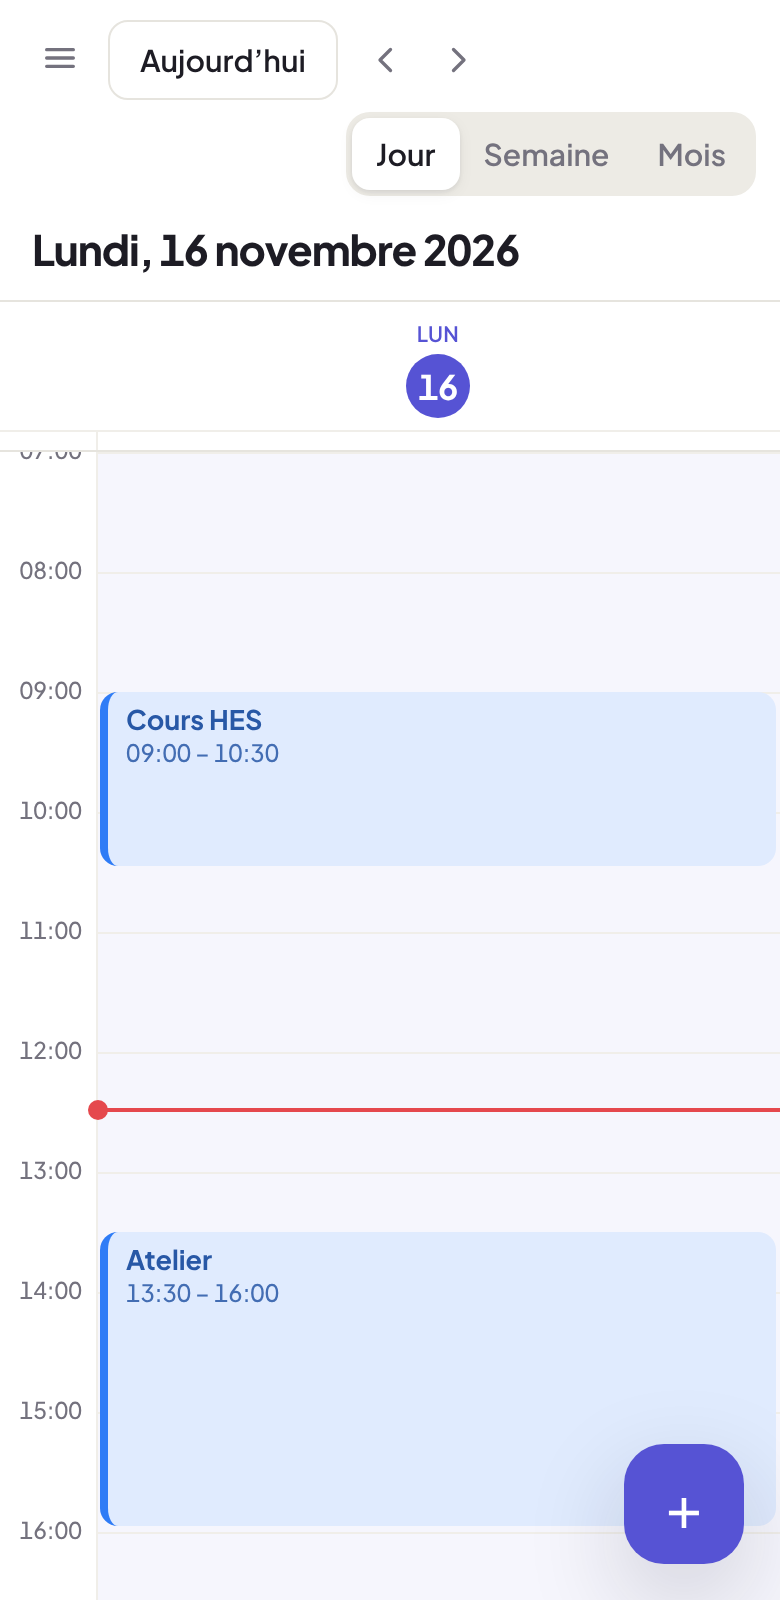 Aujourd’hui
Jour Semaine Mois
Lundi, 16 novembre 2026
LUN
16
07:00
08:00
09:00
Cours HES
09:00 – 10:30
10:00
11:00
12:00
13:00
Atelier
13:30 – 16:00
14:00
15:00
+
16:00